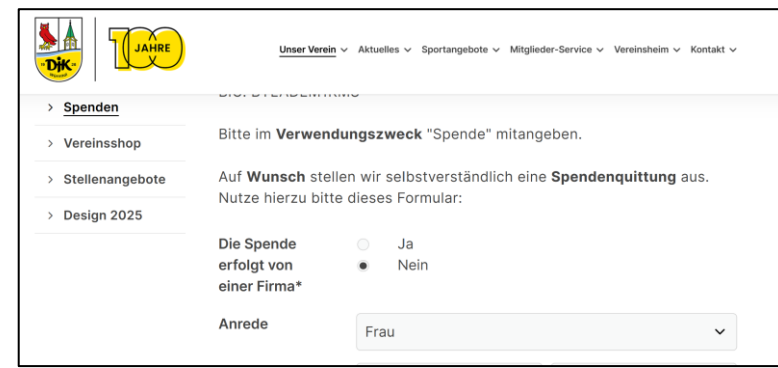 100 JAHRE
DJK
Unser Verein Aktuelles Sportangebote Mitglieder-Service Vereinsheim Kontakt
Spenden
Vereinsshop
Stellenangebote
Design 2025
Bitte im Verwendungszweck "Spende" mitangeben.
Auf Wunsch stellen wir selbstverständlich eine Spendenquittung aus.
Nutze hierzu bitte dieses Formular:
Die Spende
erfolgt von
einer Firma*
Ja
Nein
Anrede
Frau